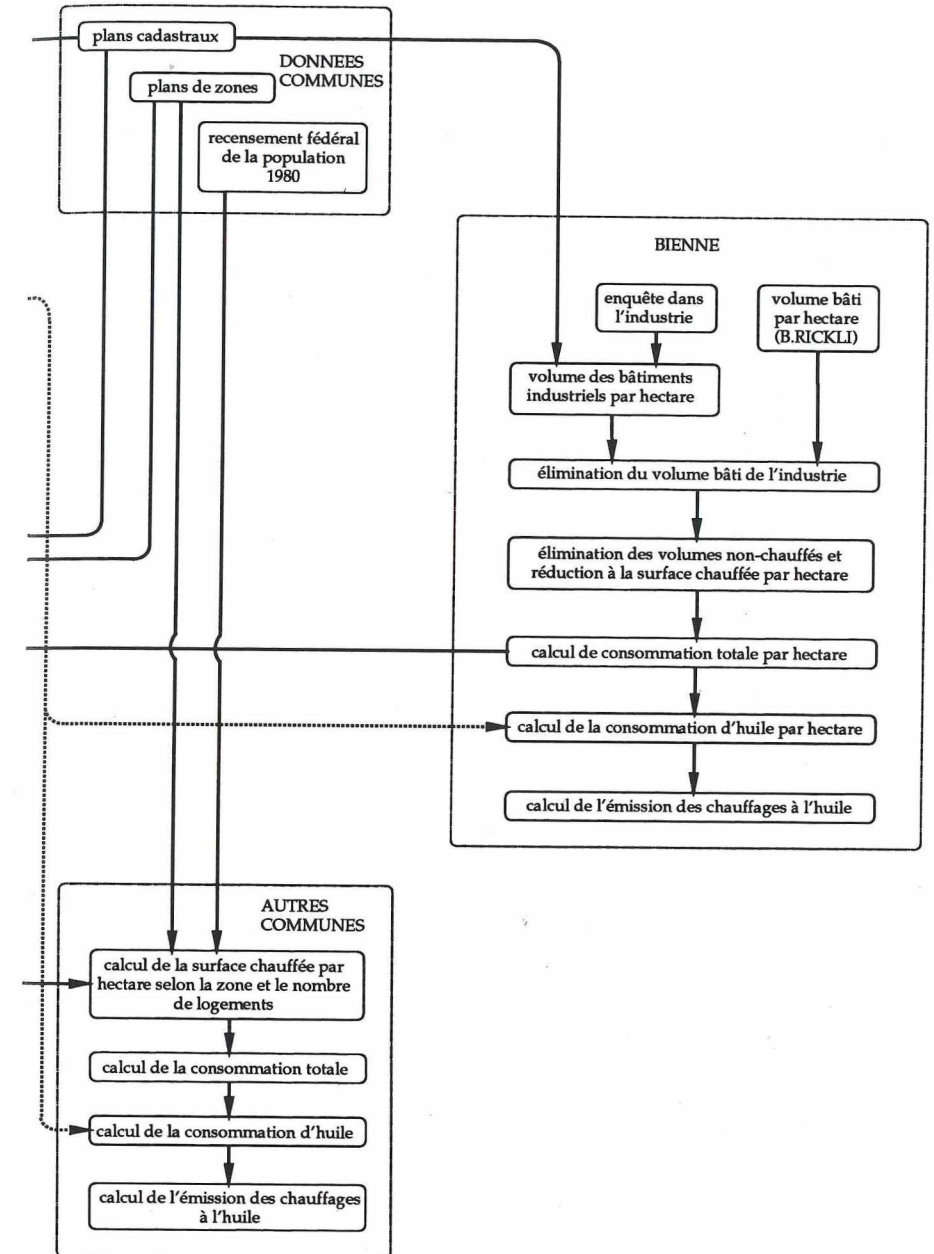 plans cadastraux
DONNEES
COMMUNES
plans de zones
recensement fédéral
de la population
1980
BIENNE
enquête dans
l'industrie
volume bâti
par hectare
(B.RICKLI)
volume des bâtiments
industriels par hectare
élimination du volume bâti de l'industrie
élimination des volumes non-chauffés et
réduction à la surface chauffée par hectare
calcul de consommation totale par hectare
calcul de la consommation d'huile par hectare
calcul de l'émission des chauffages à l'huile
AUTRES
COMMUNES
calcul de la surface chauffée par
hectare selon la zone et le nombre
de logements
calcul de la consommation totale
calcul de la consommation d'huile
calcul de l'émission des chauffages
à l'huile